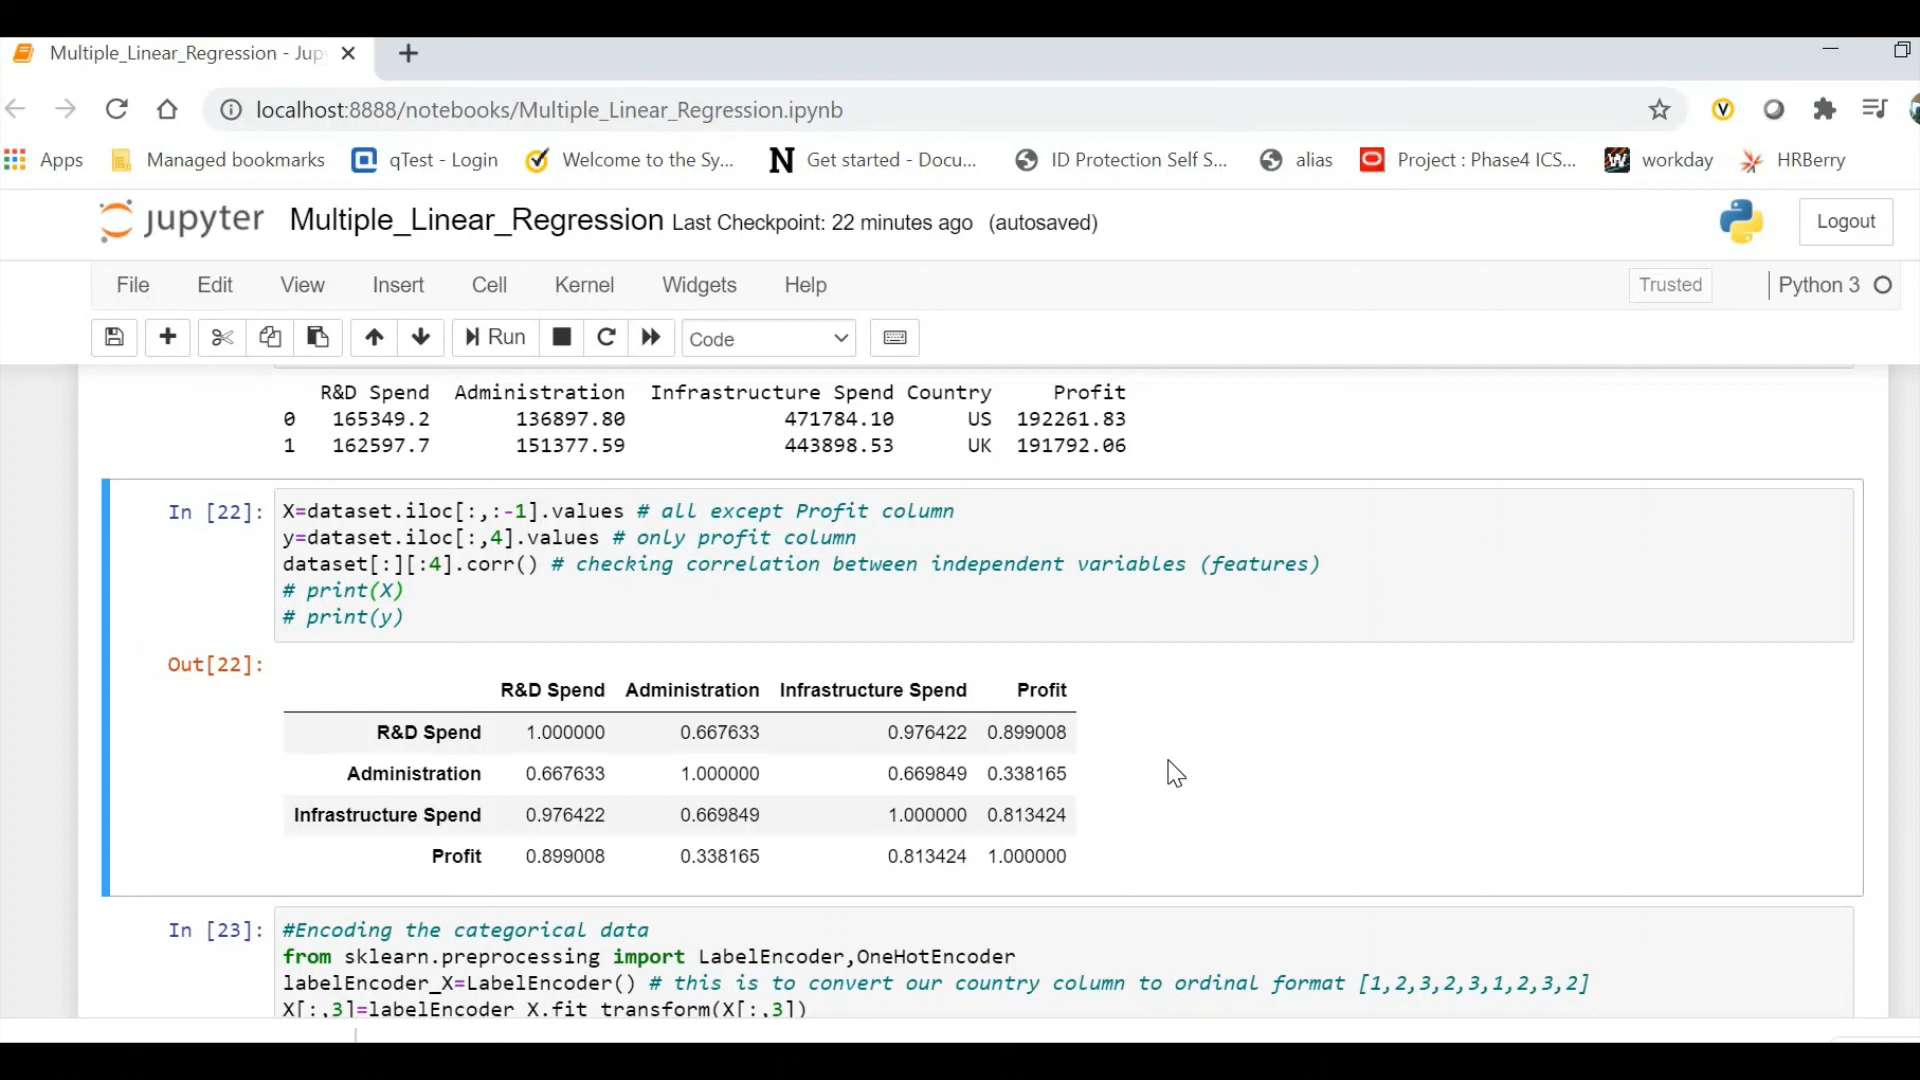 Multiple_Linear_Regression - Jup
localhost:8888/notebooks/Multiple_Linear_Regression.ipynb
Apps Managed bookmarks qTest - Login Welcome to the Sy... Get started - Docu... ID Protection Self S... alias Project : Phase4 ICS... workday HRBerry
jupyter Multiple_Linear_Regression Last Checkpoint: 22 minutes ago (autosaved) Logout
File Edit View Insert Cell Kernel Widgets Help Trusted Python 3
Run Code
R&D Spend Administration Infrastructure Spend Country Profit
0 165349.2 136897.80 471784.10 US 192261.83
1 162597.7 151377.59 443898.53 UK 191792.06
In [22]: X=dataset.iloc[:,:-1].values # all except Profit column
y=dataset.iloc[:,4].values # only profit column
dataset[:][:4].corr() # checking correlation between independent variables (features)
# print(X)
# print(y)
Out[22]:
R&D Spend Administration Infrastructure Spend Profit
R&D Spend 1.000000 0.667633 0.976422 0.899008
Administration 0.667633 1.000000 0.669849 0.338165
Infrastructure Spend 0.976422 0.669849 1.000000 0.813424
Profit 0.899008 0.338165 0.813424 1.000000
In [23]: #Encoding the categorical data
from sklearn.preprocessing import LabelEncoder,OneHotEncoder
labelEncoder_X=LabelEncoder() # this is to convert our country column to ordinal format [1,2,3,2,3,1,2,3,2]
X[:,3]=labelEncoder_X.fit_transform(X[:,3])